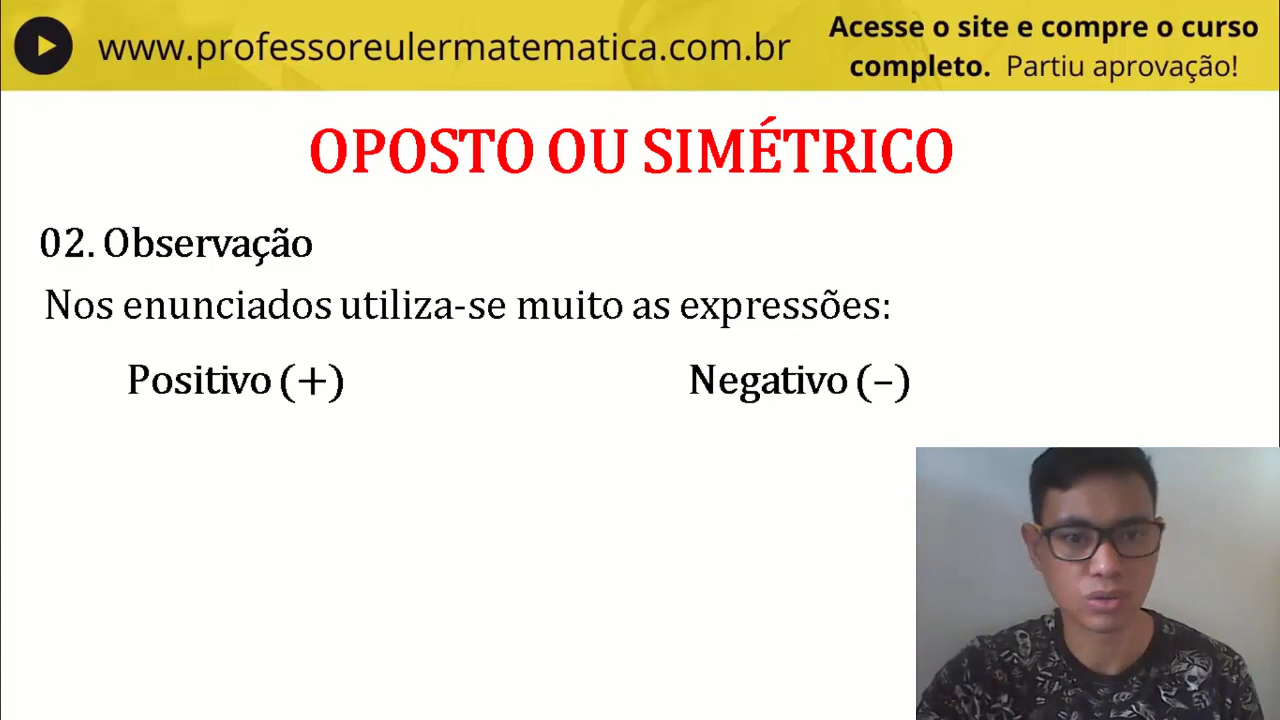 www.professoreulermatematica.com.br
Acesse o site e compre o curso
completo. Partiu aprovação!
OPOSTO OU SIMÉTRICO
02. Observação
Nos enunciados utiliza-se muito as expressões:
Positivo (+) Negativo (–)